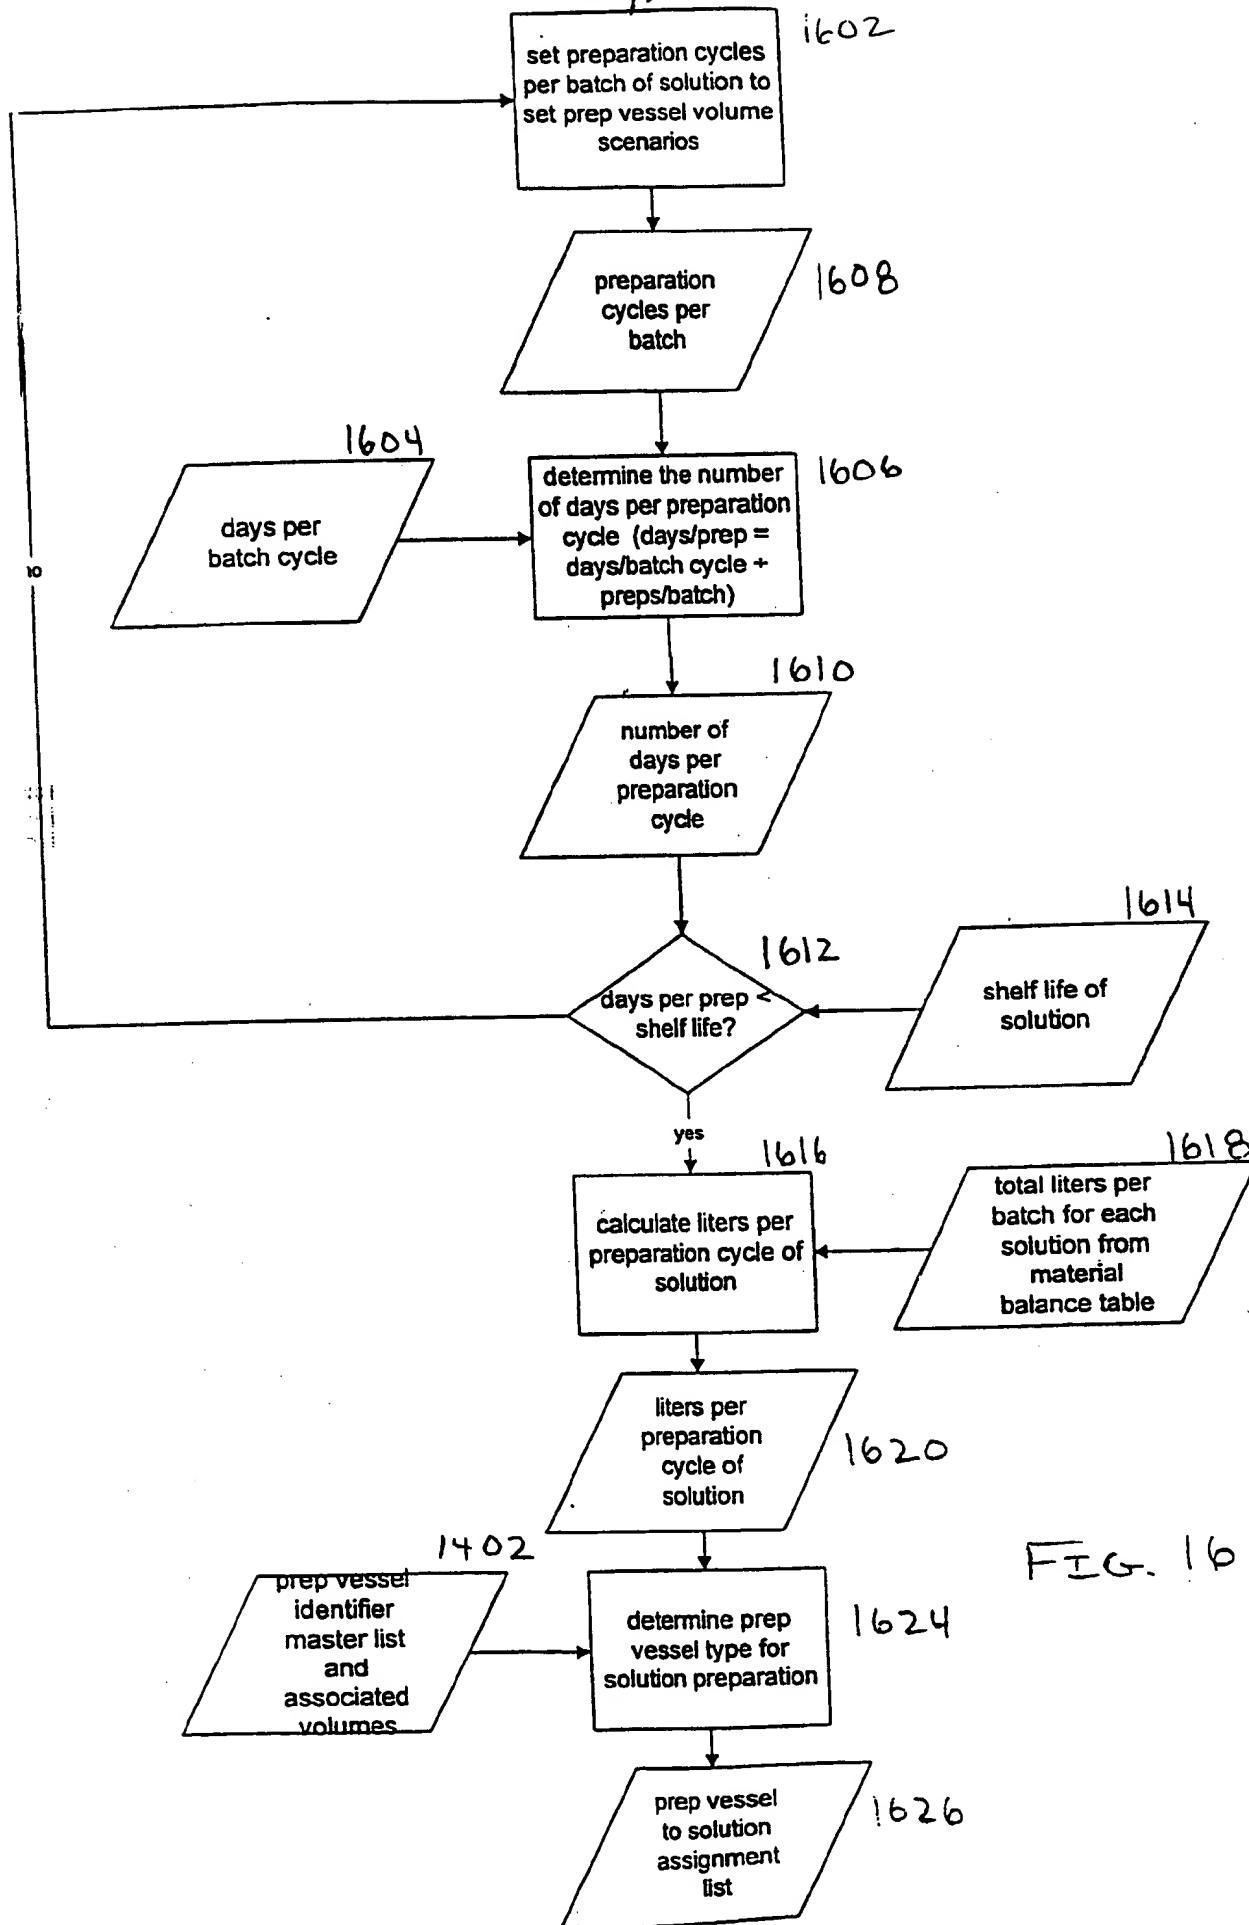 1602
set preparation cycles
per batch of solution to
set prep vessel volume
scenarios
1608
preparation
cycles per
batch
1604
days per
batch cycle
1606
determine the number
of days per preparation
cycle (days/prep =
days/batch cycle ÷
preps/batch)
1610
number of
days per
preparation
cycle
1612
days per prep <
shelf life?
1614
shelf life of
solution
yes
1616
calculate liters per
preparation cycle of
solution
1618
total liters per
batch for each
solution from
material
balance table
liters per
preparation
cycle of
solution
1620
FIG. 16
1402
prep vessel
identifier
master list
and
associated
volumes
determine prep
vessel type for
solution preparation
1624
prep vessel
to solution
assignment
list
1626